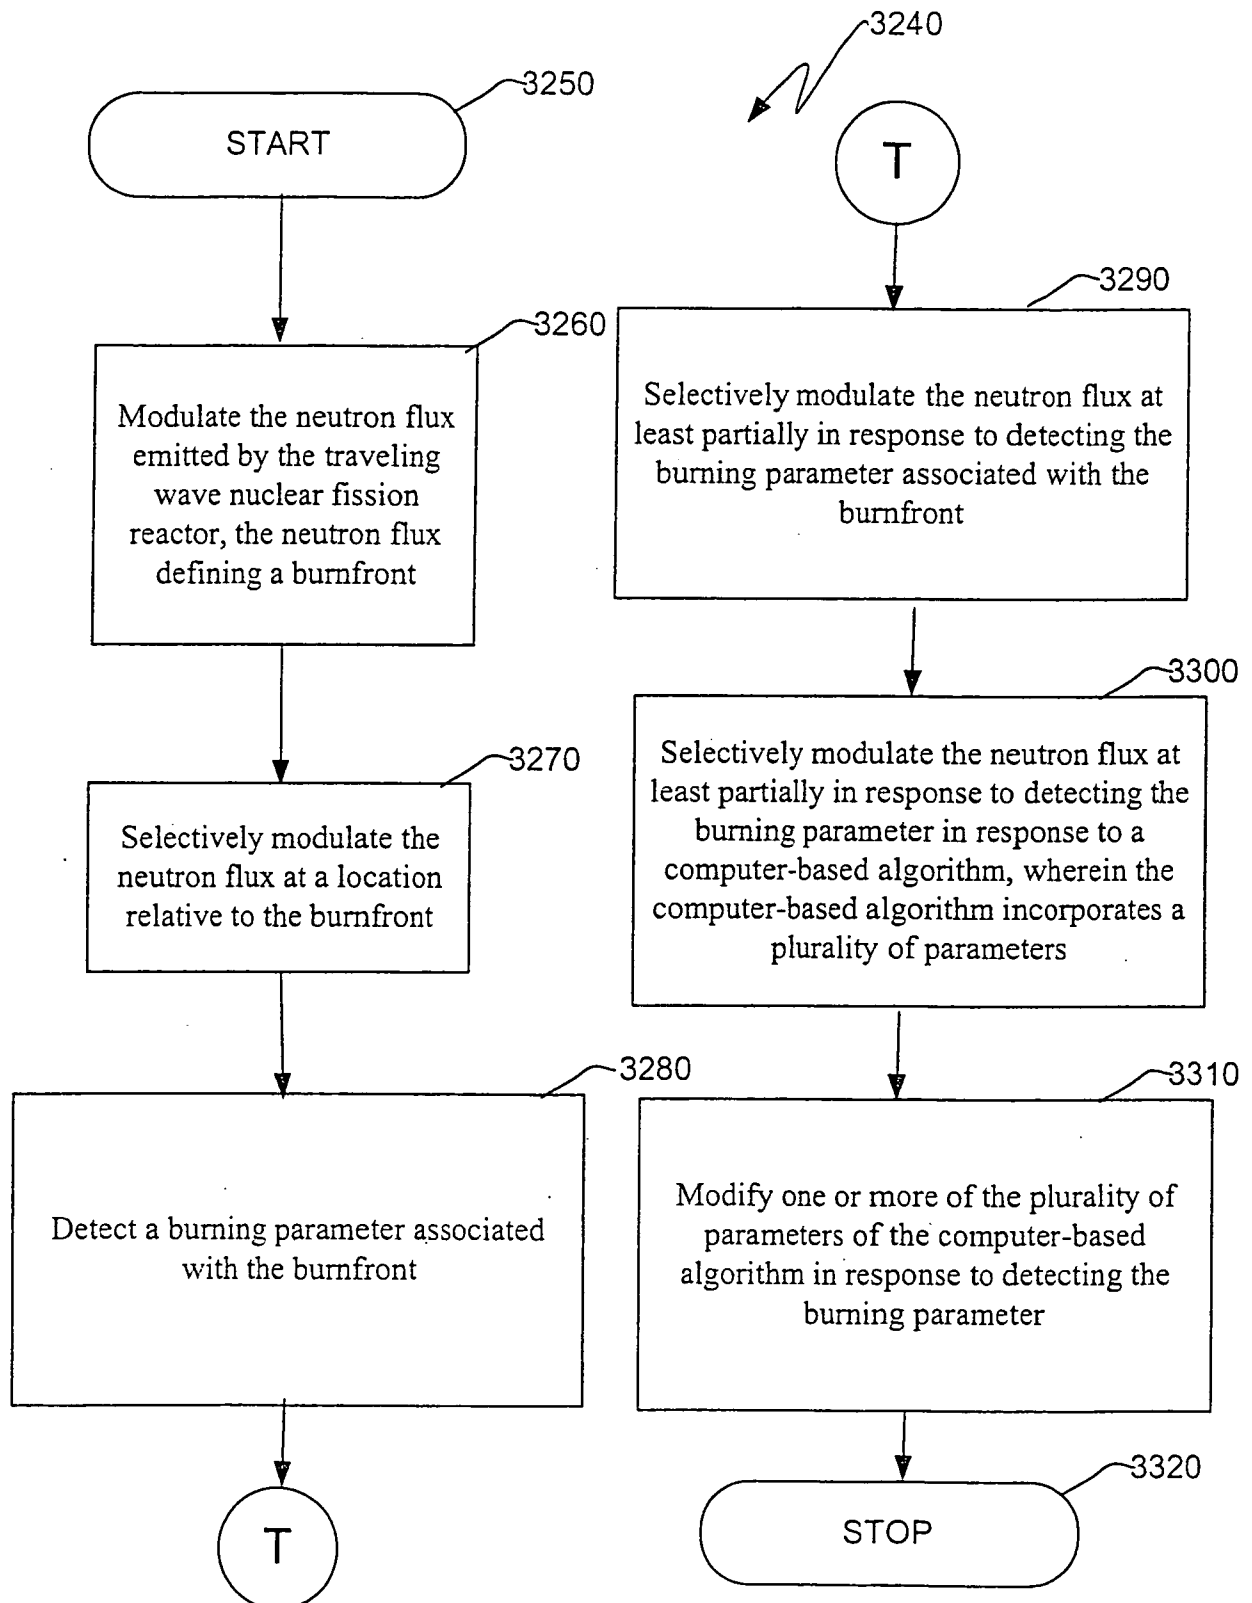 3240
3250
START
3260
Modulate the neutron flux
emitted by the traveling
wave nuclear fission
reactor, the neutron flux
defining a burnfront
3270
Selectively modulate the
neutron flux at a location
relative to the burnfront
3280
Detect a burning parameter associated
with the burnfront
T
T
3290
Selectively modulate the neutron flux at
least partially in response to detecting the
burning parameter associated with the
burnfront
3300
Selectively modulate the neutron flux at
least partially in response to detecting the
burning parameter in response to a
computer-based algorithm, wherein the
computer-based algorithm incorporates a
plurality of parameters
3310
Modify one or more of the plurality of
parameters of the computer-based
algorithm in response to detecting the
burning parameter
3320
STOP